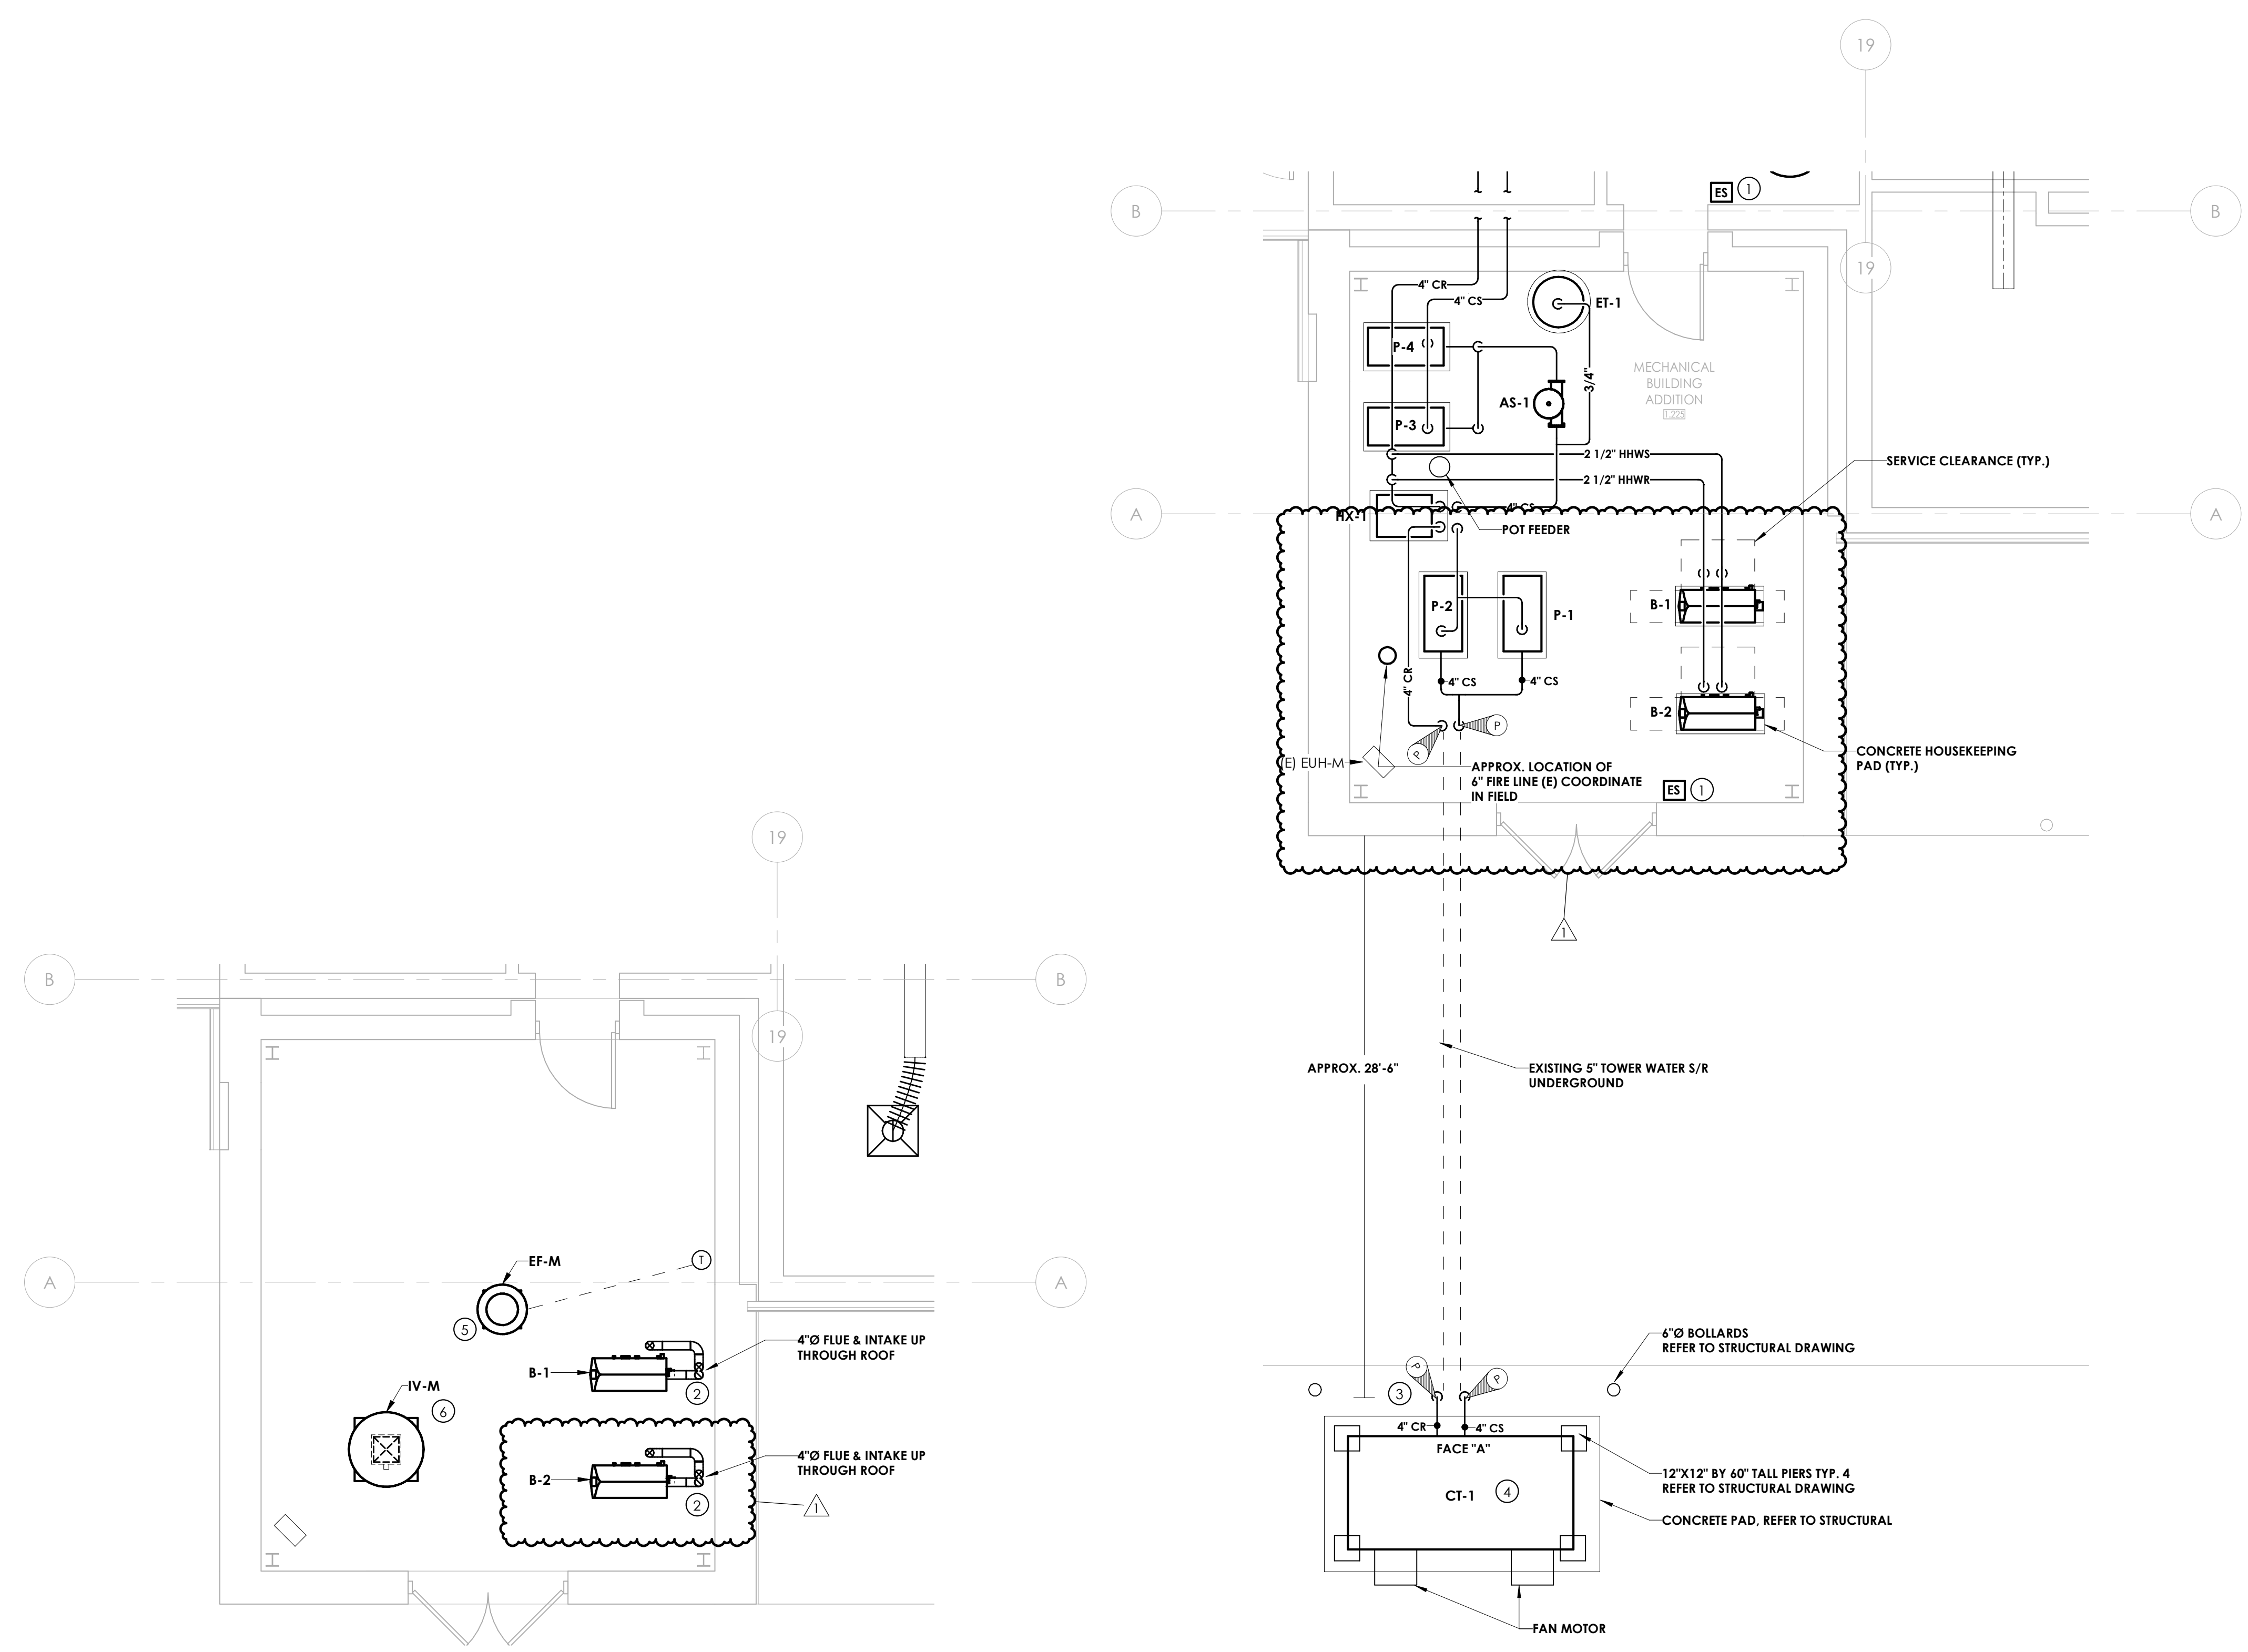 19
B
ES
1
B
19
4" CR
4" CS
ET-1
P-4
3/4"
MECHANICAL
BUILDING
ADDITION
1,225
AS-1
P-3
2 1/2" HHWS
SERVICE CLEARANCE (TYP.)
2 1/2" HHWR
4" CS
A
HX-1
POT FEEDER
A
P-2
P-1
B-1
4" CR
4" CS
4" CS
B-2
P
P
(E) EUH-M
APPROX. LOCATION OF
6" FIRE LINE (E) COORDINATE
IN FIELD
ES
1
CONCRETE HOUSEKEEPING
PAD (TYP.)
1
APPROX. 28'-6"
EXISTING 5" TOWER WATER S/R
UNDERGROUND
6"Ø BOLLARDS
REFER TO STRUCTURAL DRAWING
P
P
3
4" CR
4" CS
FACE "A"
CT-1
4
12"X12" BY 60" TALL PIERS TYP. 4
REFER TO STRUCTURAL DRAWING
CONCRETE PAD, REFER TO STRUCTURAL
FAN MOTOR
19
B
B
19
A
A
EF-M
T
5
4"Ø FLUE & INTAKE UP
THROUGH ROOF
B-1
2
IV-M
6
4"Ø FLUE & INTAKE UP
THROUGH ROOF
B-2
2
1